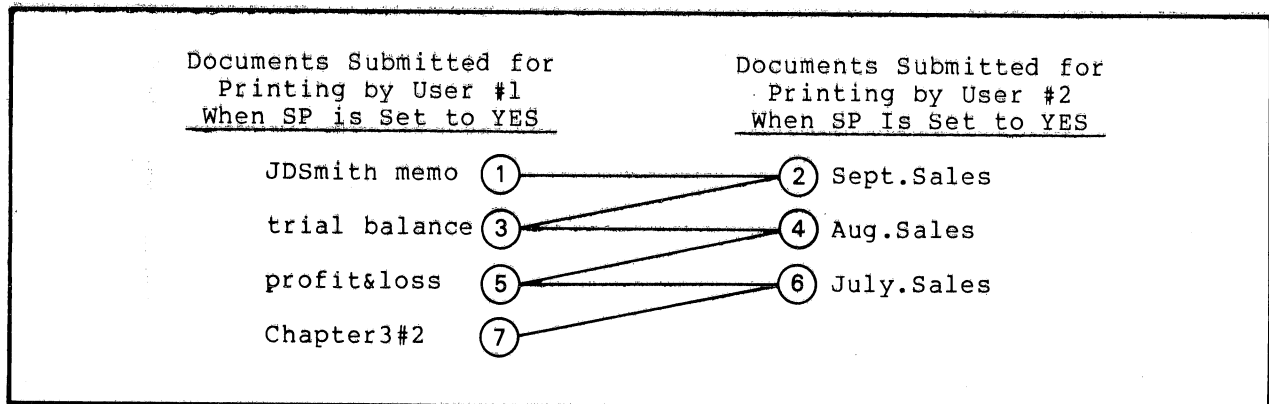 Documents Submitted for
Printing by User #1
When SP is Set to YES
Documents Submitted for
Printing by User #2
When SP Is Set to YES
JDSmith memo 1 2 Sept.Sales
trial balance 3 4 Aug.Sales
profit&loss 5 6 July.Sales
Chapter3#2 7